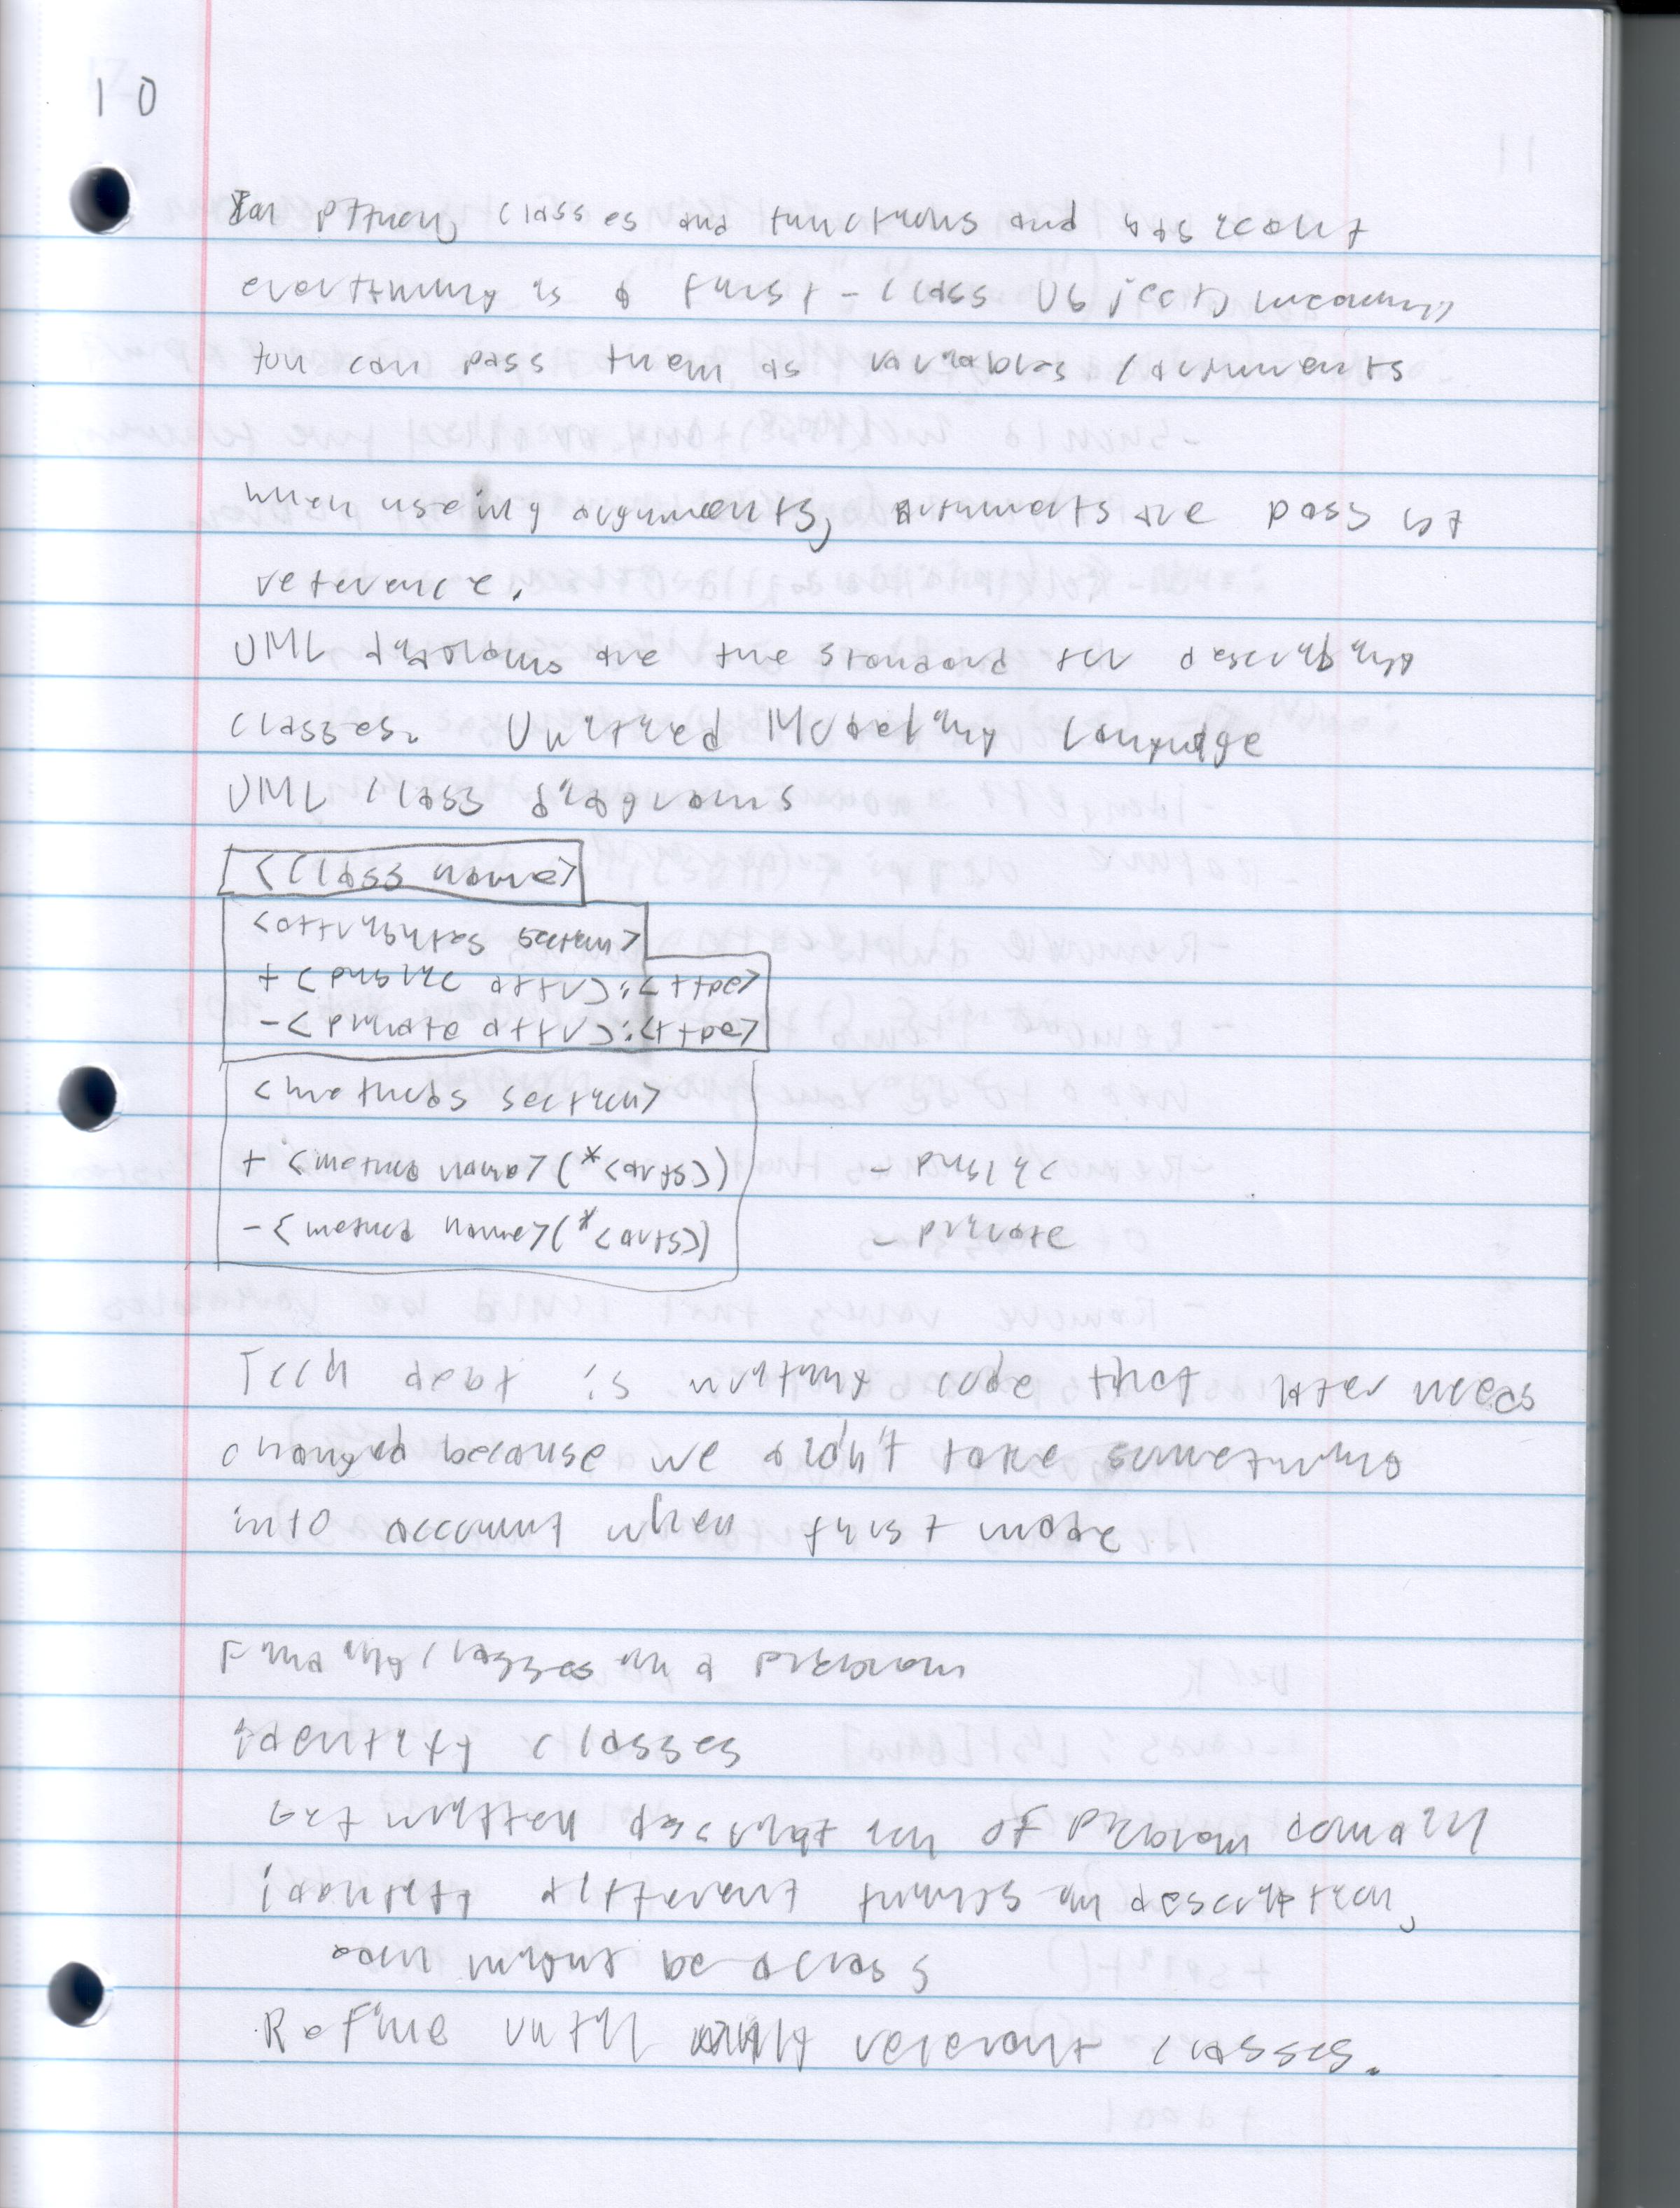 10
In Python, classes and functions and basically
everything is a first-class object, meaning
you can pass them as variables/arguments
when using arguments, arguments are pass by
reference.
UML diagrams are the standard for describing
classes. Unified Modeling Language
UML class diagrams
<class name>
<attributes section>
+ <public attr>:<type>
- <private attr>:<type>
<methods section>
+ <method name>(*<args>) - public
- <method name>(*<args>) - private
Tech debt is writing code that later needs
changed because we didn't take something
into account when first made
Finding classes in a problem
identify classes
Get written description of problem domain
identify different things in description,
each might be a class
Refine until only relevant classes.